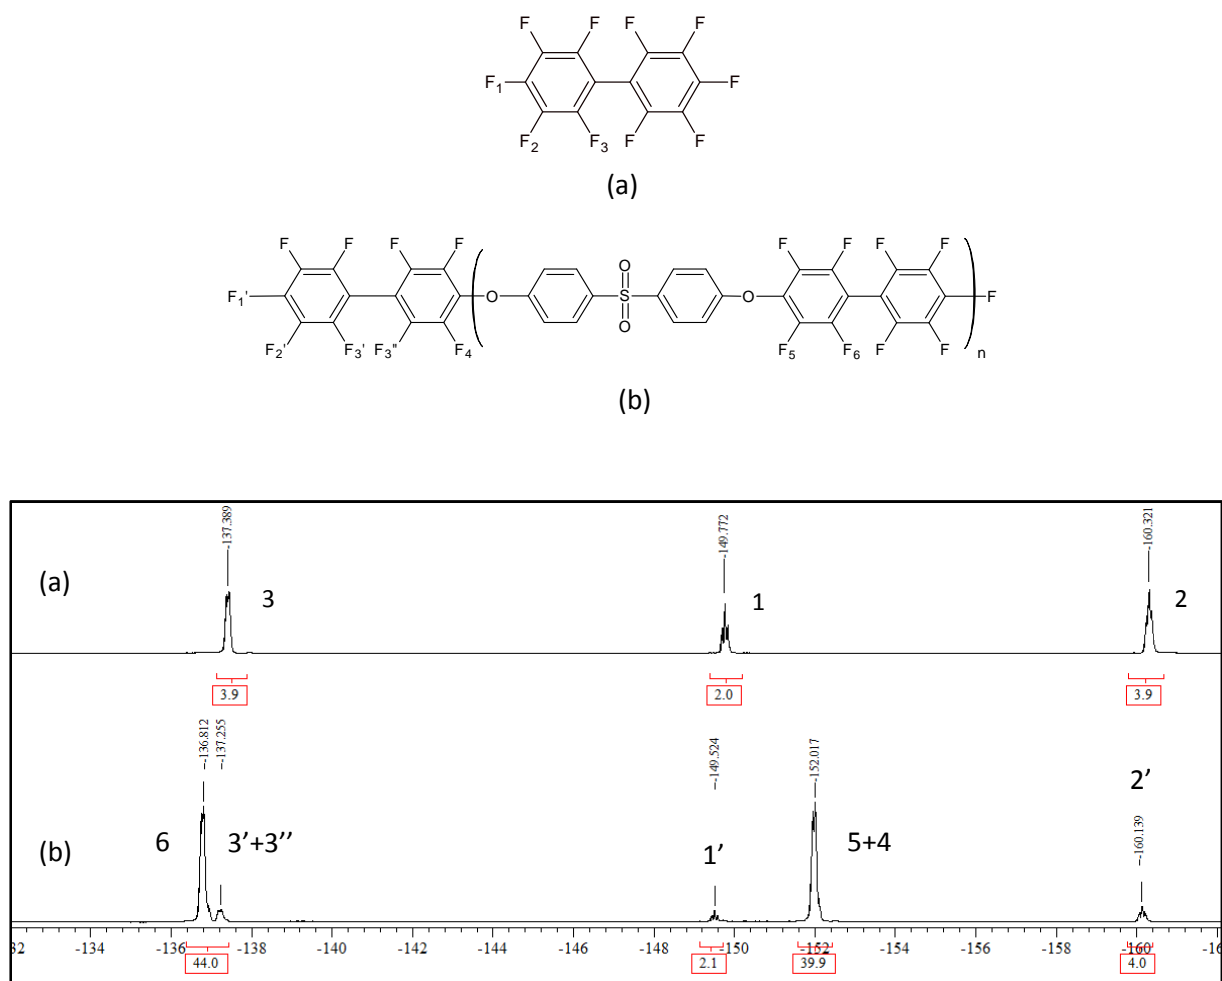 F F F F
F₁ F
F₂ F₃ F F
(a)
F F F F F F F F
F₁' O O S O O F
F₂' F₃' F₃" F₄ F₅ F₆ F F n
(b)
-137.389 -149.772 -160.321
(a) 3 1 2
3.9 2.0 3.9
-136.812 -137.255 -149.524 -152.017 -160.139
2'
6 3'+3'' 5+4
(b) 1'
32 -134 -136 -138 -140 -142 -144 -146 -148 -150 -152 -154 -156 -158 -160 -16
44.0 2.1 39.9 4.0